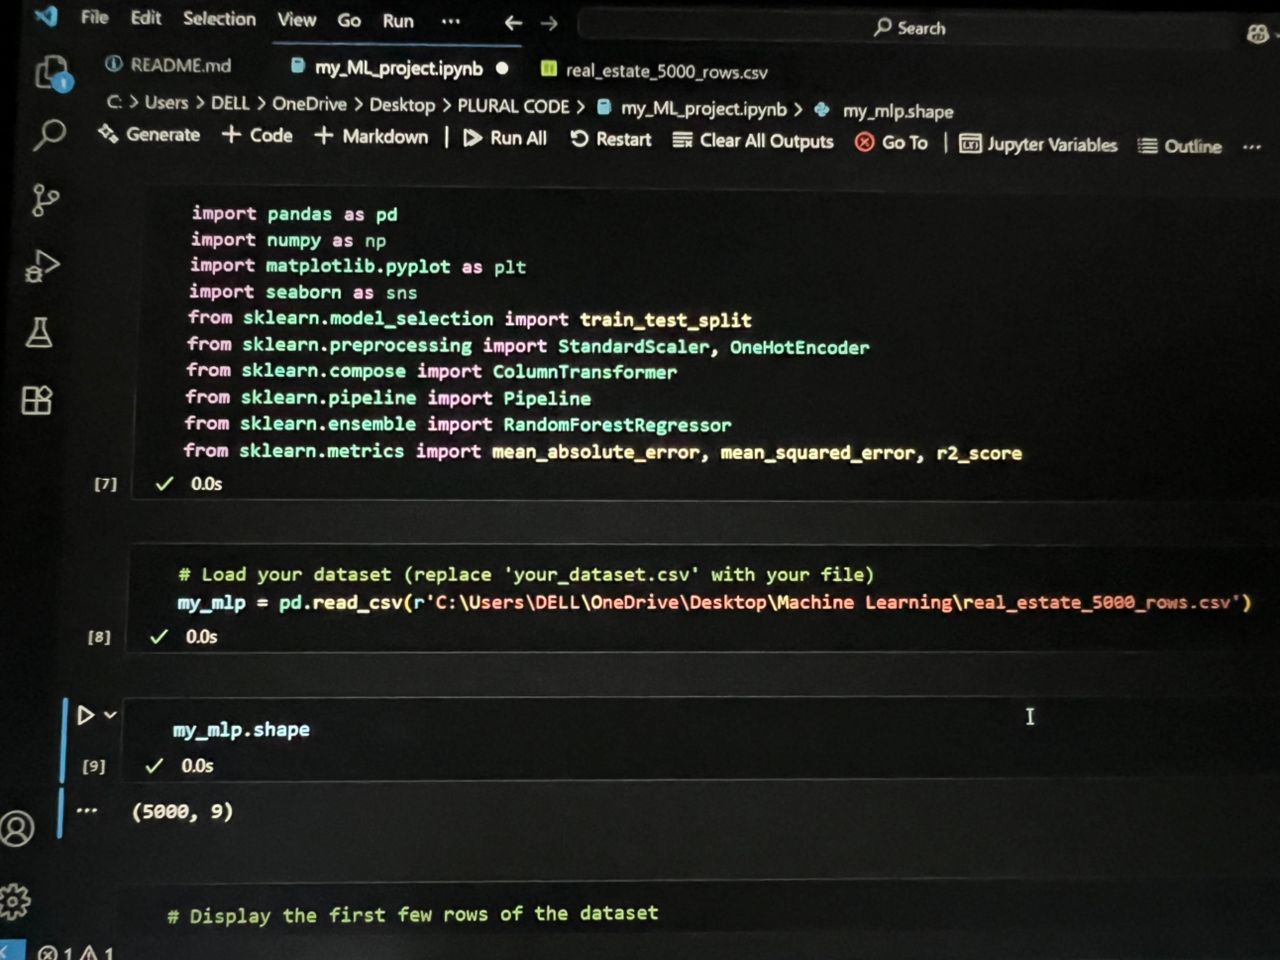 File Edit Selection View Go Run ... Search
README.md my_ML_project.ipynb real_estate_5000_rows.csv
C: > Users > DELL > OneDrive > Desktop > PLURAL CODE > my_ML_project.ipynb > my_mlp.shape
Generate + Code + Markdown | Run All Restart Clear All Outputs Go To | Jupyter Variables Outline ...
import pandas as pd
import numpy as np
import matplotlib.pyplot as plt
import seaborn as sns
from sklearn.model_selection import train_test_split
from sklearn.preprocessing import StandardScaler, OneHotEncoder
from sklearn.compose import ColumnTransformer
from sklearn.pipeline import Pipeline
from sklearn.ensemble import RandomForestRegressor
from sklearn.metrics import mean_absolute_error, mean_squared_error, r2_score
[7] 0.0s
# Load your dataset (replace 'your_dataset.csv' with your file)
my_mlp = pd.read_csv(r'C:\Users\DELL\OneDrive\Desktop\Machine Learning\real_estate_5000_rows.csv')
[8] 0.0s
my_mlp.shape
[9] 0.0s
... (5000, 9)
# Display the first few rows of the dataset
1 1